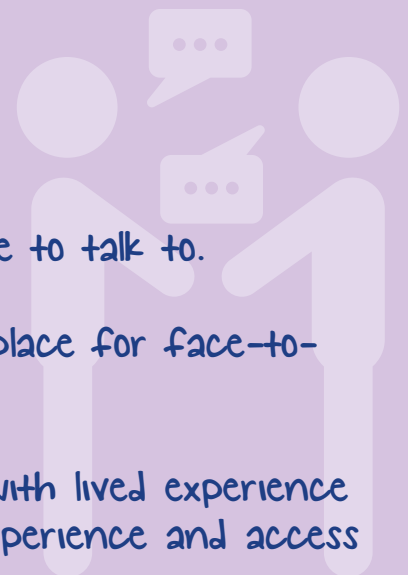 to talk to.
place for face-to-
with lived experience
perience and access